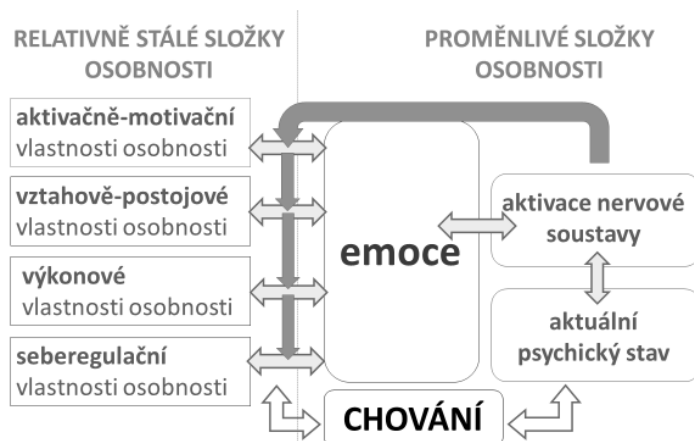 RELATIVNĚ STÁLÉ SLOŽKY
OSOBNOSTI
PROMĚNLIVÉ SLOŽKY
OSOBNOSTI
aktivačně-motivační
vlastnosti osobnosti
vztahově-postojové
vlastnosti osobnosti
výkonové
vlastnosti osobnosti
seberegulační
vlastnosti osobnosti
emoce
aktivace nervové
soustavy
aktuální
psychický stav
CHOVÁNÍ